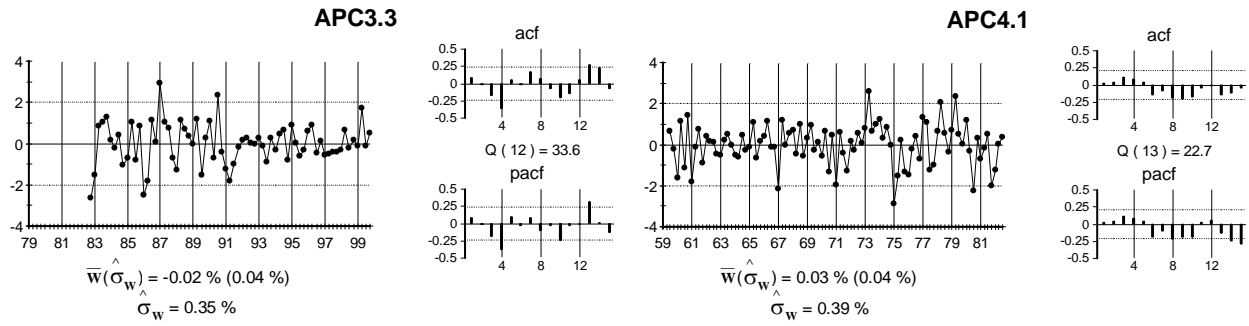 APC3.3
acf
0.5
0.25
0
-0.25
-0.5
4 8 12
Q ( 12 ) = 33.6
pacf
0.5
0.25
0
-0.25
-0.5
4 8 12
4
2
0
-2
-4
79 81 83 85 87 89 91 93 95 97 99
w̅(σ̂w) = -0.02 % (0.04 %)
σ̂w = 0.35 %
APC4.1
acf
0.5
0.25
0
-0.25
-0.5
4 8 12
Q ( 13 ) = 22.7
pacf
0.5
0.25
0
-0.25
-0.5
4 8 12
4
2
0
-2
-4
59 61 63 65 67 69 71 73 75 77 79 81
w̅(σ̂w) = 0.03 % (0.04 %)
σ̂w = 0.39 %